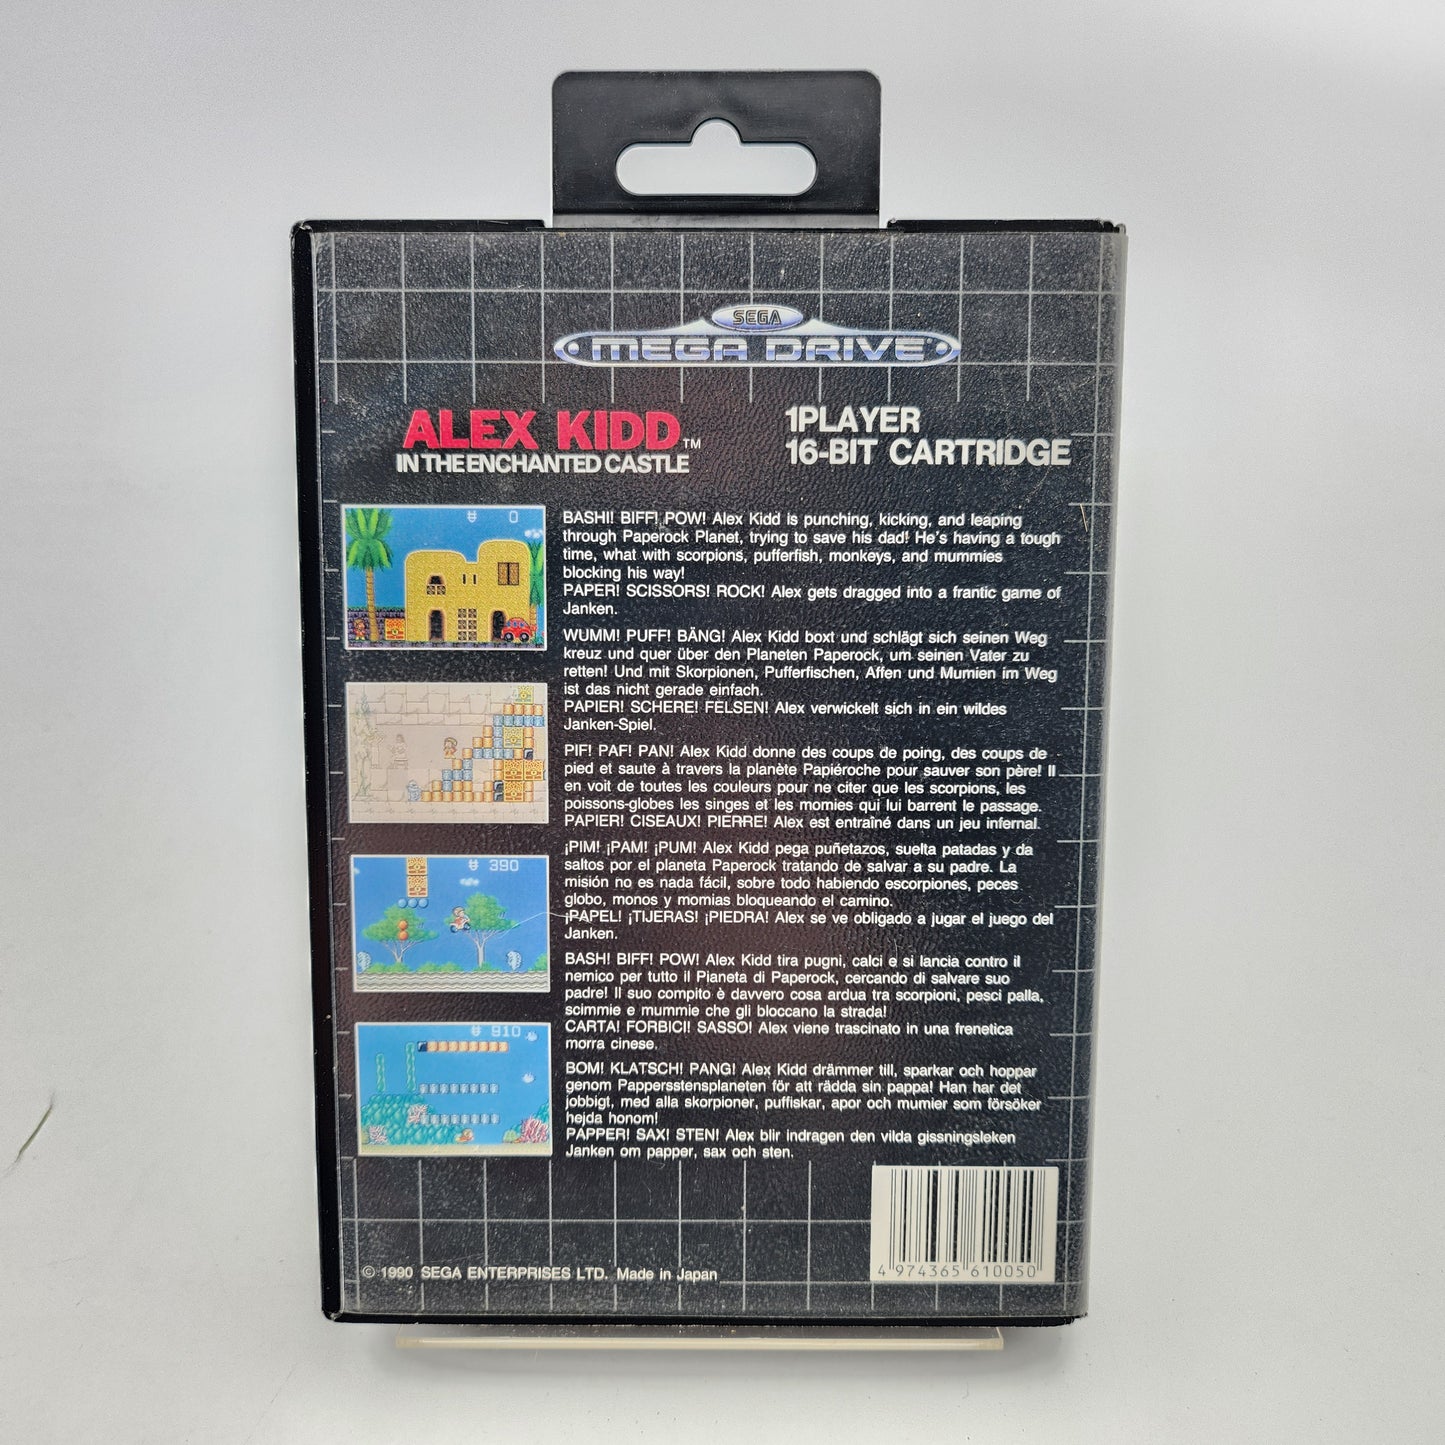 SEGA
MEGA DRIVE
ALEX KIDD™
IN THE ENCHANTED CASTLE
1PLAYER
16-BIT CARTRIDGE
0
390
910
BASH! BIFF! POW! Alex Kidd is punching, kicking, and leaping
through Paperock Planet, trying to save his dad! He's having a tough
time, what with scorpions, pufferfish, monkeys, and mummies
blocking his way!
PAPER! SCISSORS! ROCK! Alex gets dragged into a frantic game of
Janken.
WUMM! PUFF! BÄNG! Alex Kidd boxt und schlägt sich seinen Weg
kreuz und quer über den Planeten Paperock, um seinen Vater zu
retten! Und mit Skorpionen, Pufferfischen, Affen und Mumien im Weg
ist das nicht gerade einfach.
PAPIER! SCHERE! FELSEN! Alex verwickelt sich in ein wildes
Janken-Spiel.
PIF! PAF! PAN! Alex Kidd donne des coups de poing, des coups de
pied et saute à travers la planète Papiéroche pour sauver son père! Il
en voit de toutes les couleurs pour ne citer que les scorpions, les
poissons-globes les singes et les momies qui lui barrent le passage.
PAPIER! CISEAUX! PIERRE! Alex est entraîné dans un jeu infernal.
¡PIM! ¡PAM! ¡PUM! Alex Kidd pega puñetazos, suelta patadas y da
saltos por el planeta Paperock tratando de salvar a su padre. La
misión no es nada fácil, sobre todo habiendo escorpiones, peces
globo, monos y momias bloqueando el camino.
¡PAPEL! ¡TIJERAS! ¡PIEDRA! Alex se ve obligado a jugar el juego del
Janken.
BASH! BIFF! POW! Alex Kidd tira pugni, calci e si lancia contro il
nemico per tutto il Pianeta di Paperock, cercando di salvare suo
padre! Il suo compito è davvero cosa ardua tra scorpioni, pesci palla,
scimmie e mummie che gli bloccano la strada!
CARTA! FORBICI! SASSO! Alex viene trascinato in una frenetica
morra cinese.
BOM! KLATSCH! PANG! Alex Kidd drämmer till, sparkar och hoppar
genom Pappersstensplaneten för att rädda sin pappa! Han har det
jobbigt, med alla skorpioner, puffiskar, apor och mumier som försöker
hejda honom!
PAPPER! SAX! STEN! Alex blir indragen den vilda gissningsleken
Janken om papper, sax och sten.
4 974365 610050
© 1990 SEGA ENTERPRISES LTD. Made in Japan